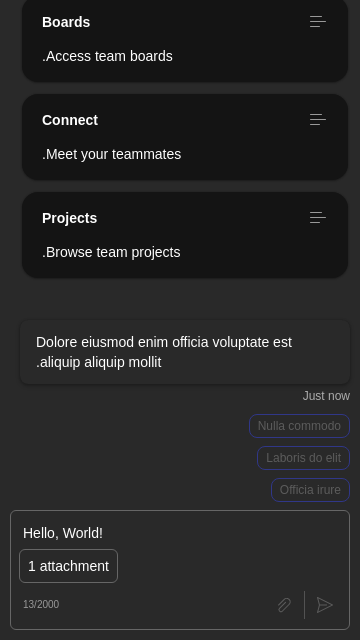 Boards
.Access team boards
Connect
.Meet your teammates
Projects
.Browse team projects
Dolore eiusmod enim officia voluptate est
.aliquip aliquip mollit
Just now
Nulla commodo
Laboris do elit
Officia irure
Hello, World!
1 attachment
13/2000